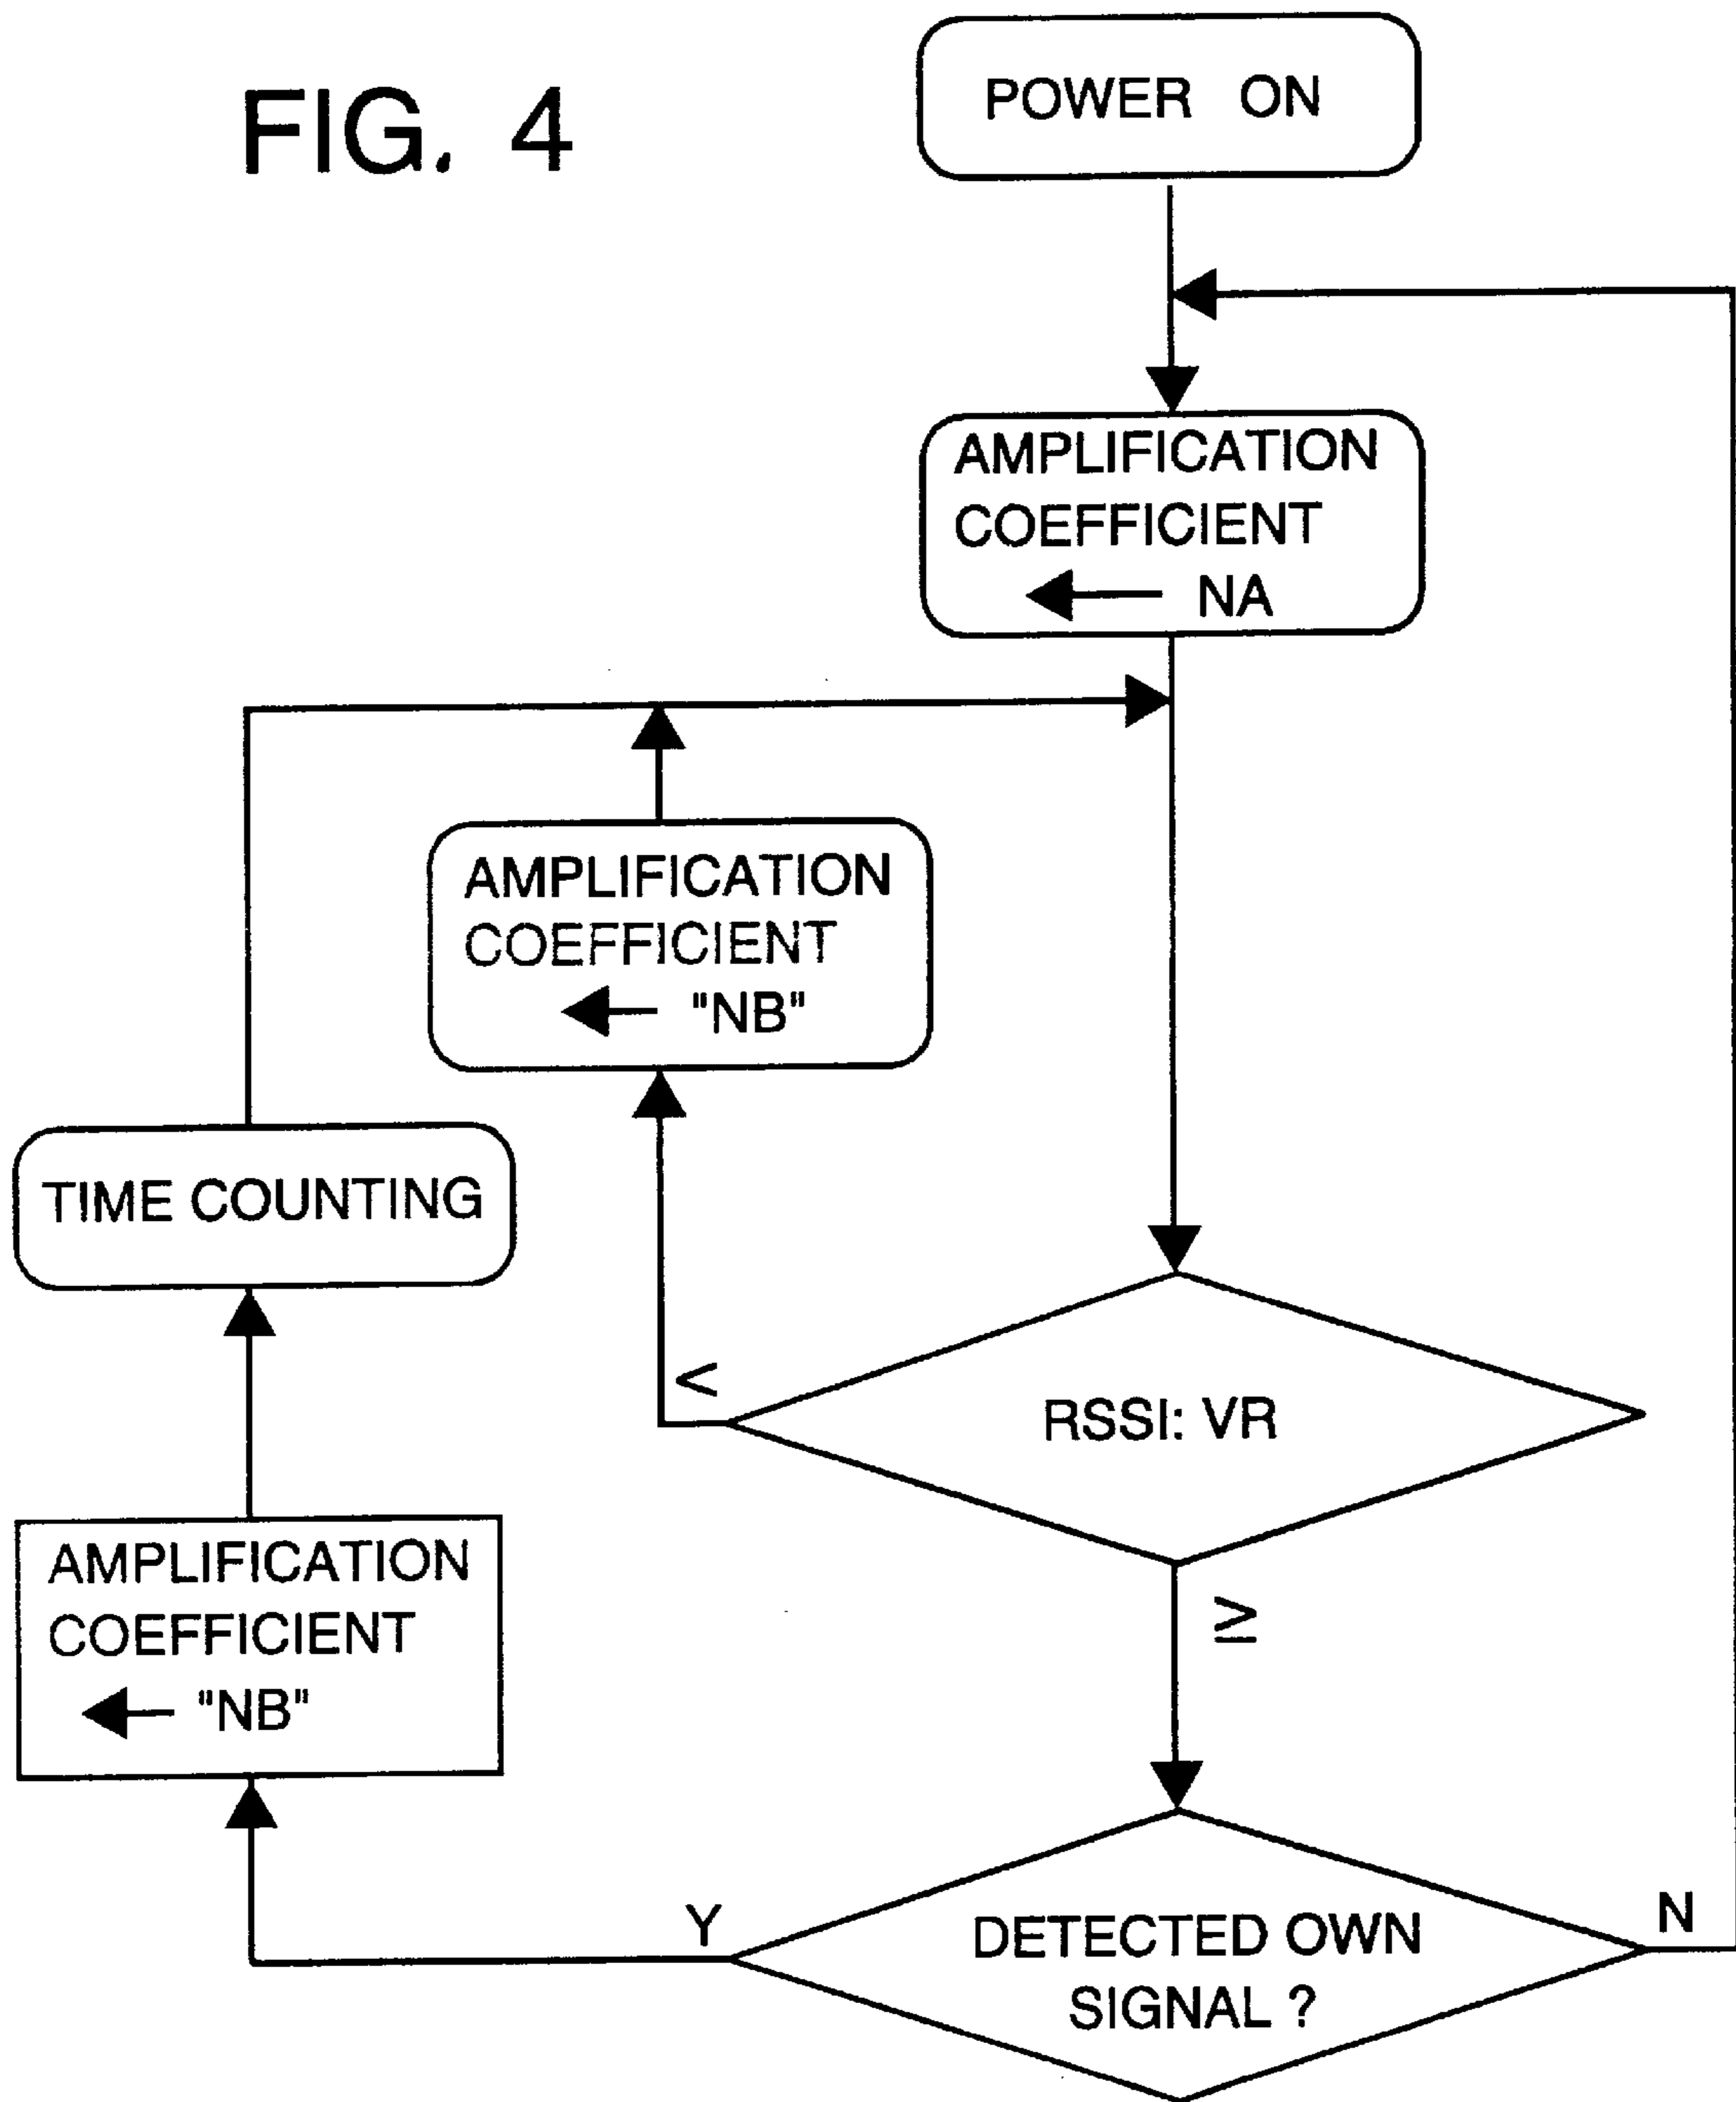 FIG. 4
POWER ON
AMPLIFICATION
COEFFICIENT
← NA
AMPLIFICATION
COEFFICIENT
← "NB"
TIME COUNTING
<
RSSI: VR
≥
AMPLIFICATION
COEFFICIENT
← "NB"
Y
N
DETECTED OWN
SIGNAL ?